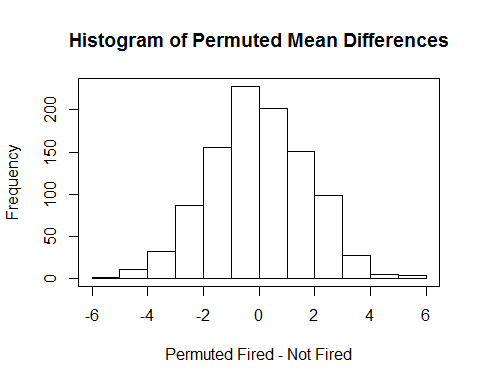 Histogram of Permuted Mean Differences
Frequency
200
150
100
50
0
-6 -4 -2 0 2 4 6
Permuted Fired - Not Fired